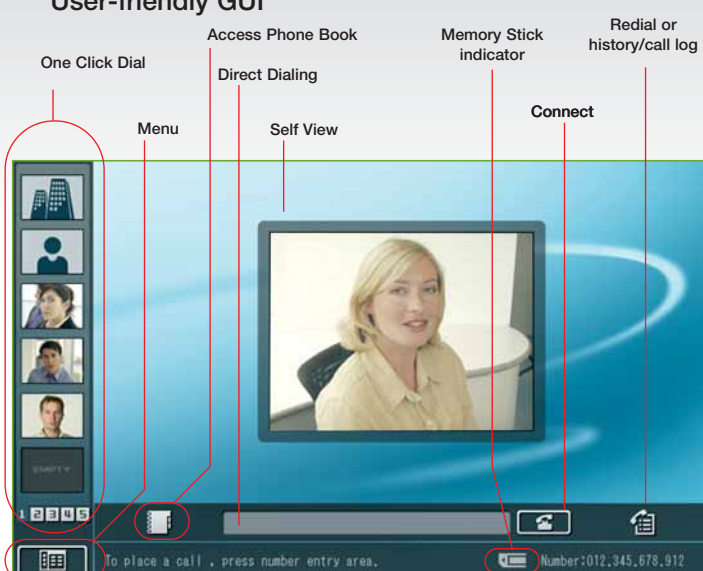 User-friendly GUI
Access Phone Book
Memory Stick
indicator
Redial or
history/call log
One Click Dial
Direct Dialing
Menu
Self View
Connect
EMPTY
1 2 3 4 5
To place a call , press number entry area.
Number:012.345.678.912